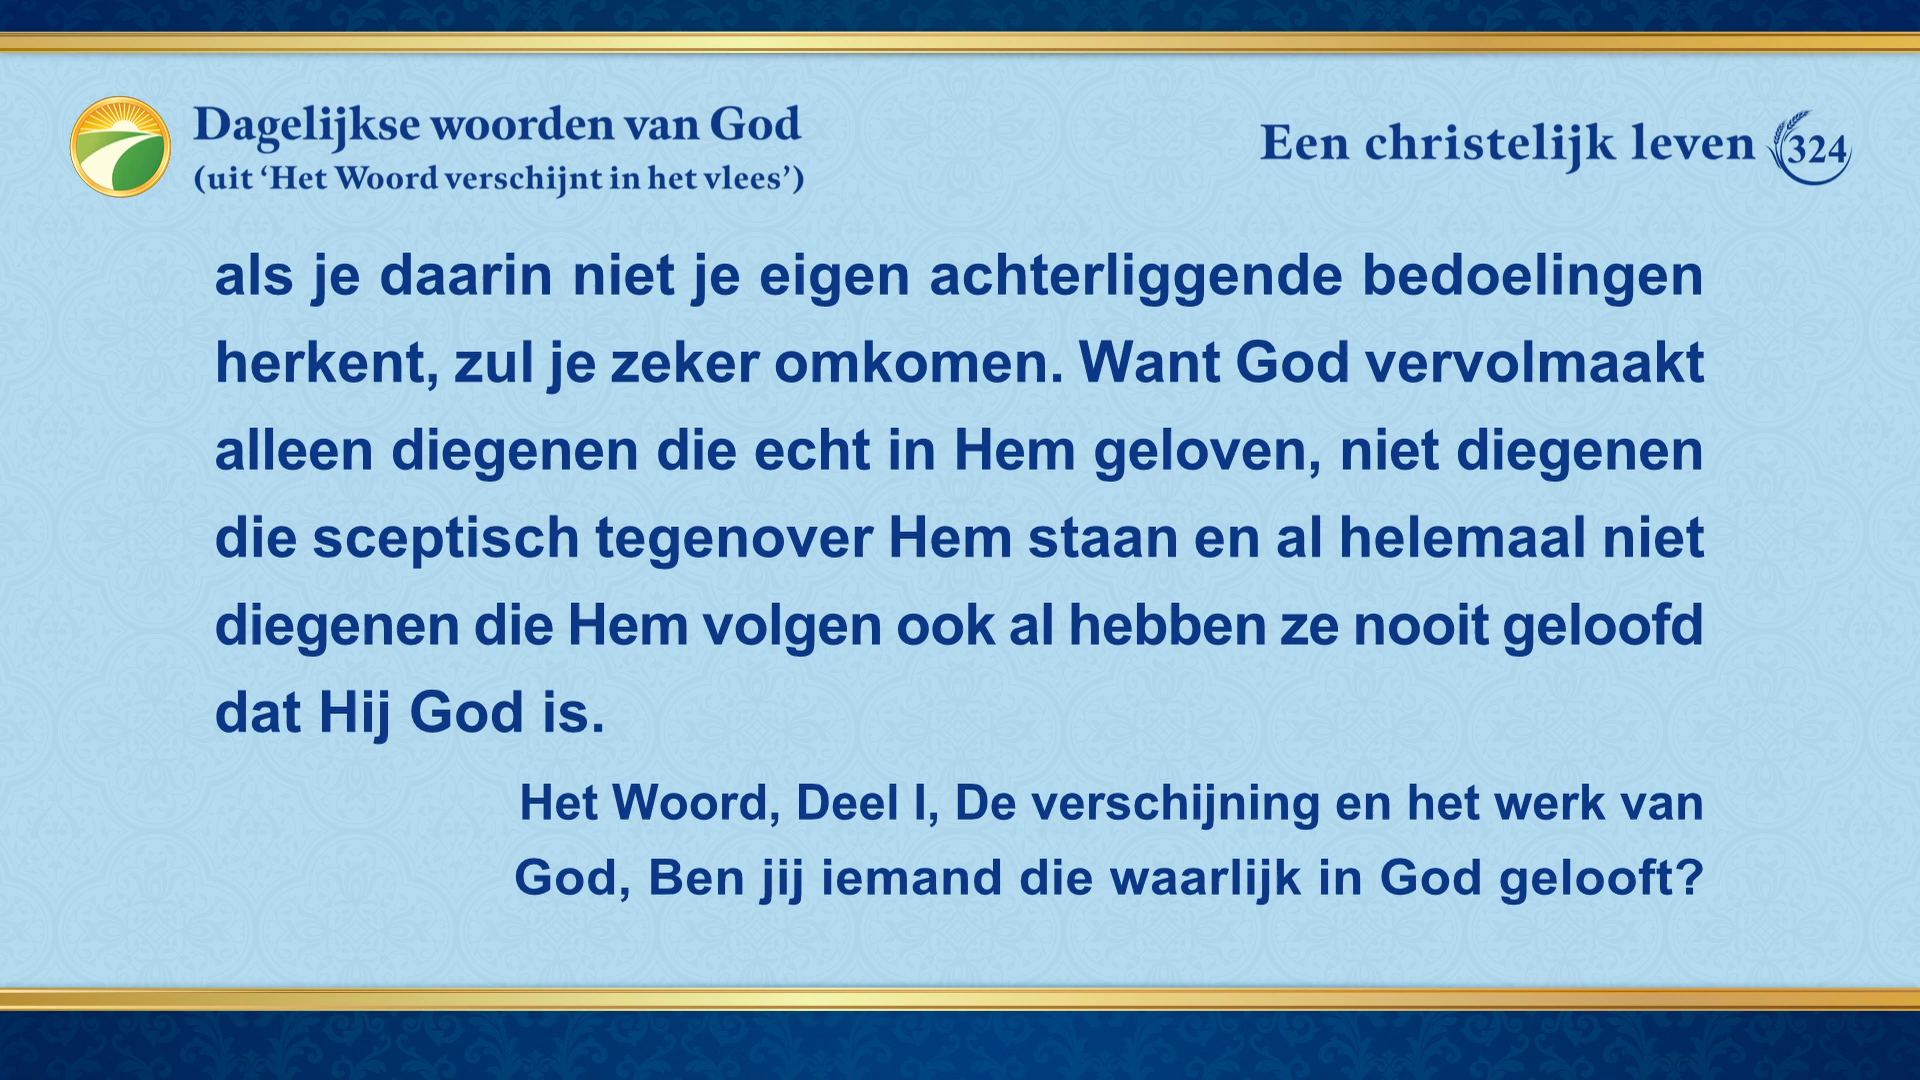 Dagelijkse woorden van God
(uit ‘Het Woord verschijnt in het vlees’)
Een christelijk leven 324
als je daarin niet je eigen achterliggende bedoelingen
herkent, zul je zeker omkomen. Want God vervolmaakt
alleen diegenen die echt in Hem geloven, niet diegenen
die sceptisch tegenover Hem staan en al helemaal niet
diegenen die Hem volgen ook al hebben ze nooit geloofd
dat Hij God is.
Het Woord, Deel I, De verschijning en het werk van
God, Ben jij iemand die waarlijk in God gelooft?